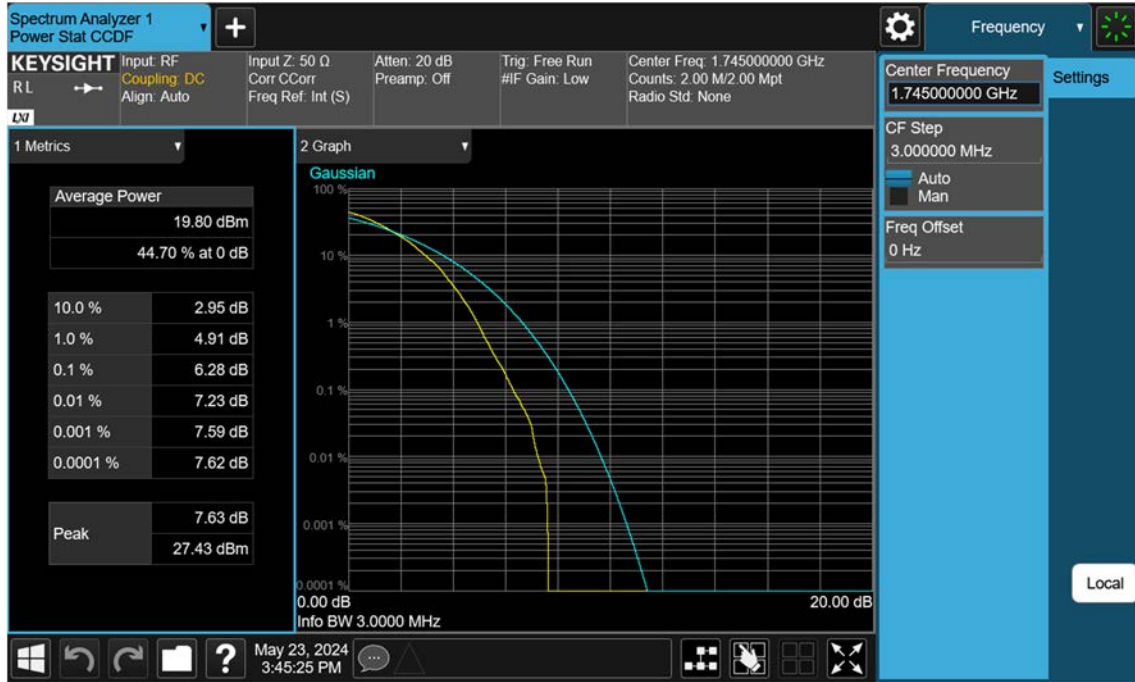 Spectrum Analyzer 1
Power Stat CCDF
+
Frequency
KEYSIGHT
R L
LXI
Input: RF
Coupling: DC
Align: Auto
Input Z: 50 Ω
Corr CCorr
Freq Ref: Int (S)
Atten: 20 dB
Preamp: Off
Trig: Free Run
#IF Gain: Low
Center Freq: 1.745000000 GHz
Counts: 2.00 M/2.00 Mpt
Radio Std: None
Center Frequency
1.745000000 GHz
Settings
CF Step
3.000000 MHz
Auto
Man
Freq Offset
0 Hz
Local
1 Metrics
Average Power
19.80 dBm
44.70 % at 0 dB
10.0 % 2.95 dB
1.0 % 4.91 dB
0.1 % 6.28 dB
0.01 % 7.23 dB
0.001 % 7.59 dB
0.0001 % 7.62 dB
Peak 7.63 dB
27.43 dBm
2 Graph
Gaussian
100 %
10 %
1 %
0.1 %
0.01 %
0.001 %
0.0001 %
0.00 dB 20.00 dB
Info BW 3.0000 MHz
?
May 23, 2024
3:45:25 PM